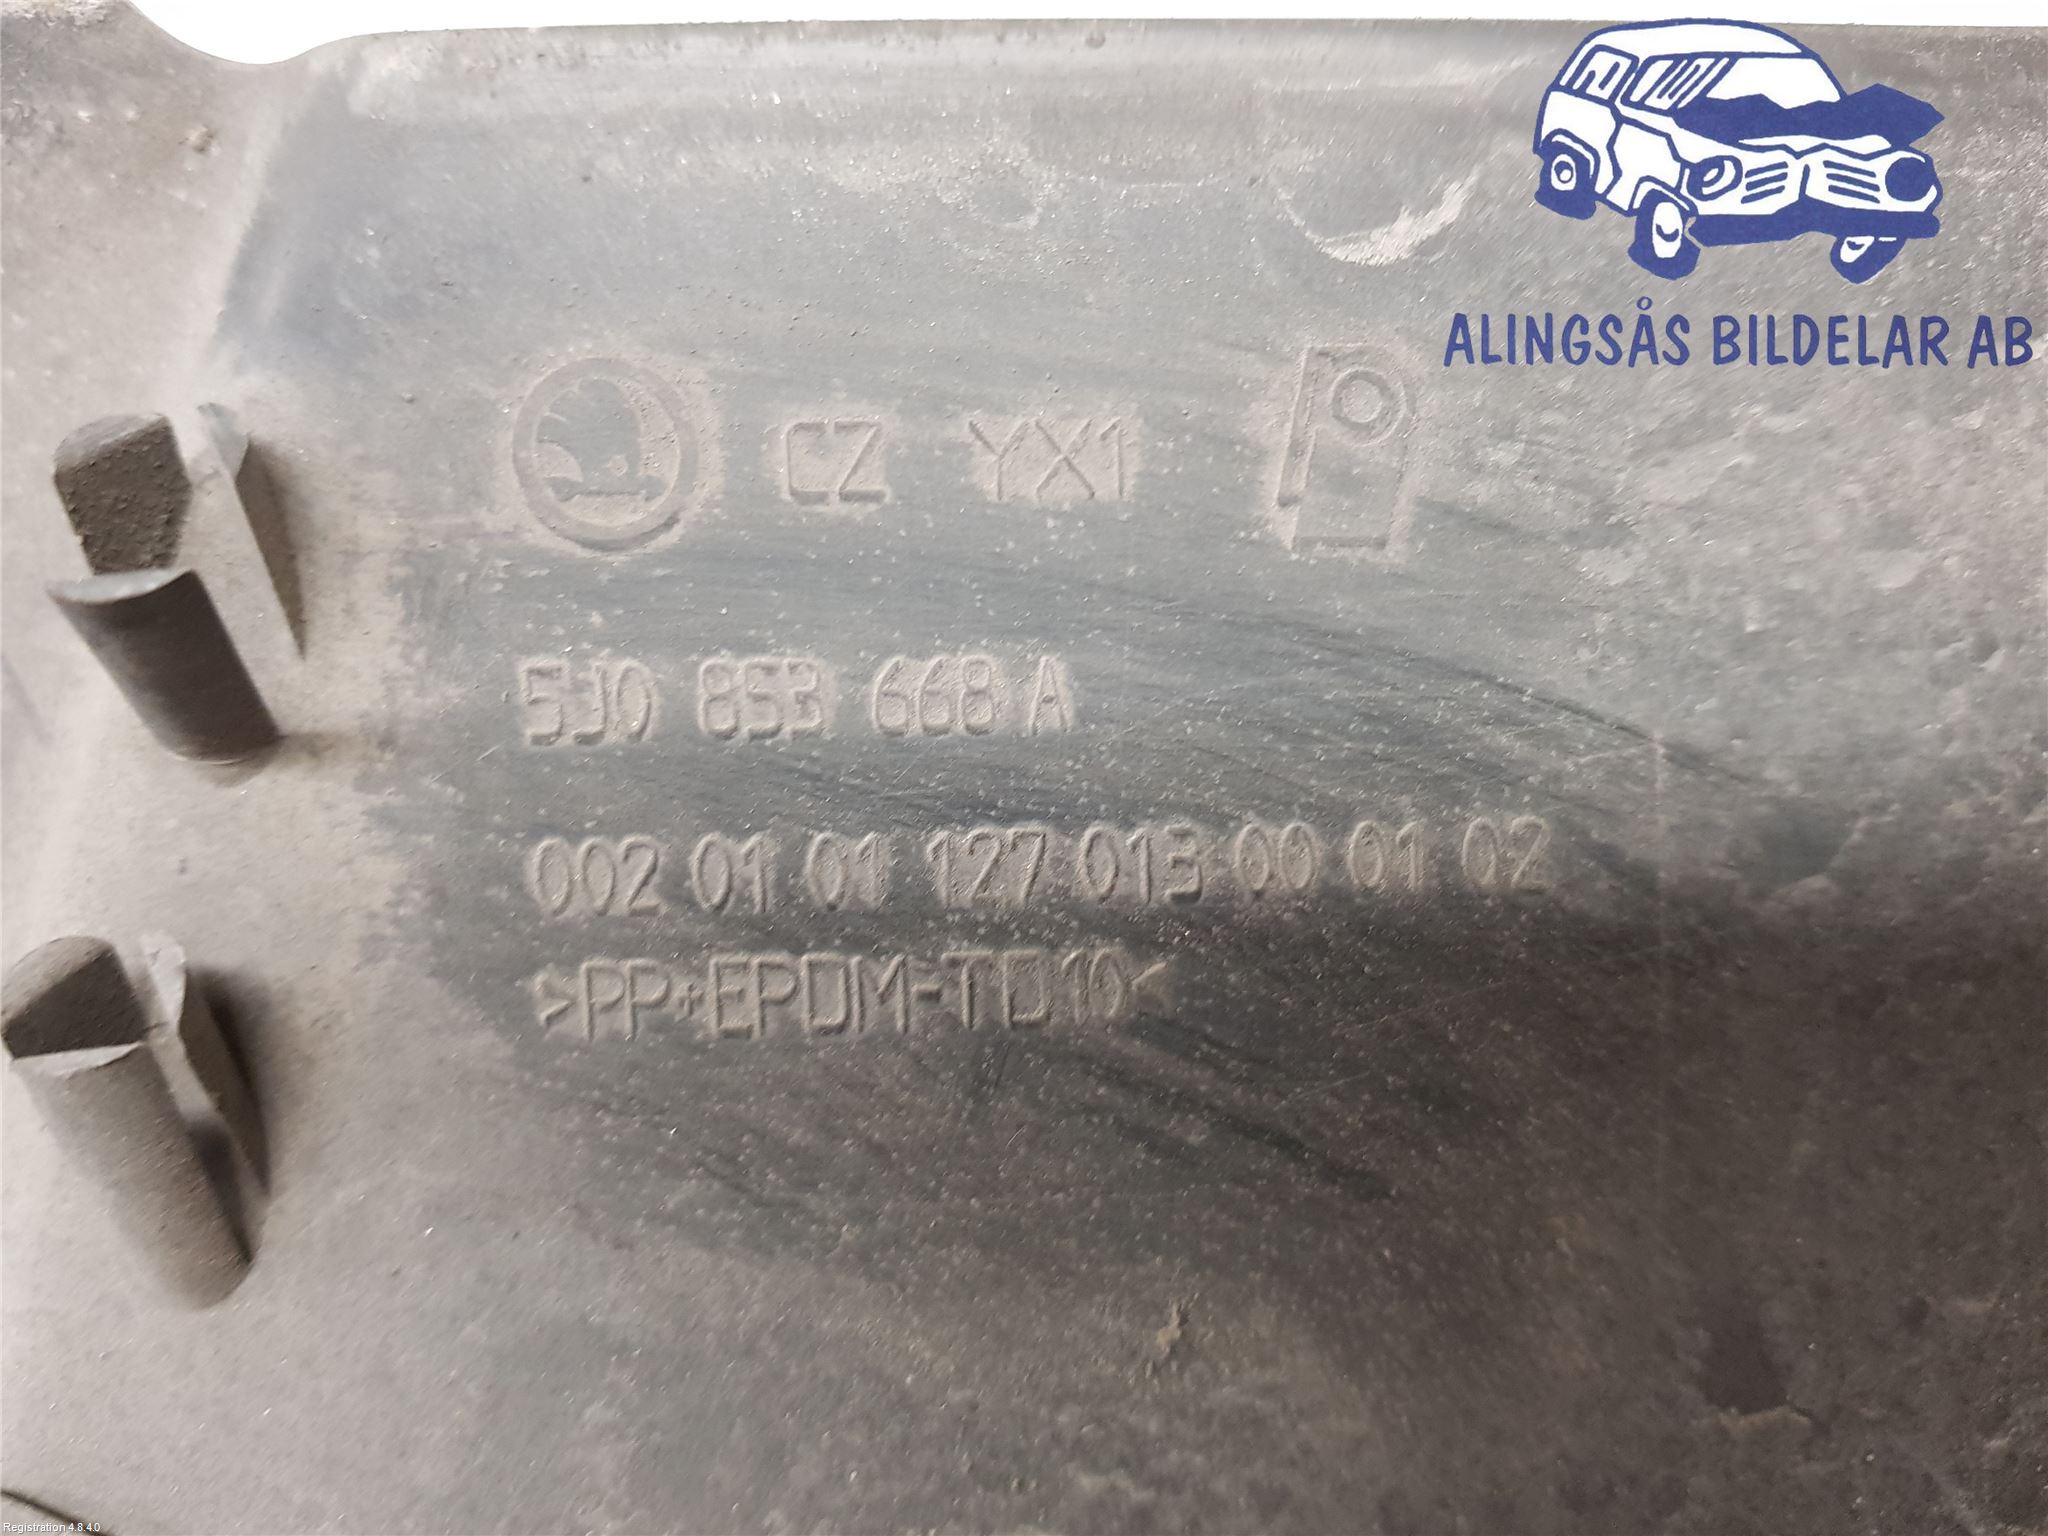 ALINGSÅS BILDELAR AB
CZ YX1
5J0 853 668 A
002 01 01 127 013 00 01 02
>PP+EPDM-TD10<
Registration 4.8.4.0